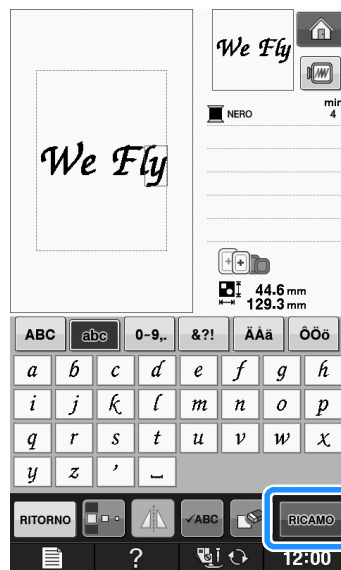 We Fly
We Fly
NERO
min
4
44.6 mm
129.3 mm
ABC abc 0~9,. &?! ÄÅä ÔÖö
a b c d e f g h
i j k l m n o p
q r s t u v w x
y z ' ⎵
RITORNO ✓ABC RICAMO
? 12:00